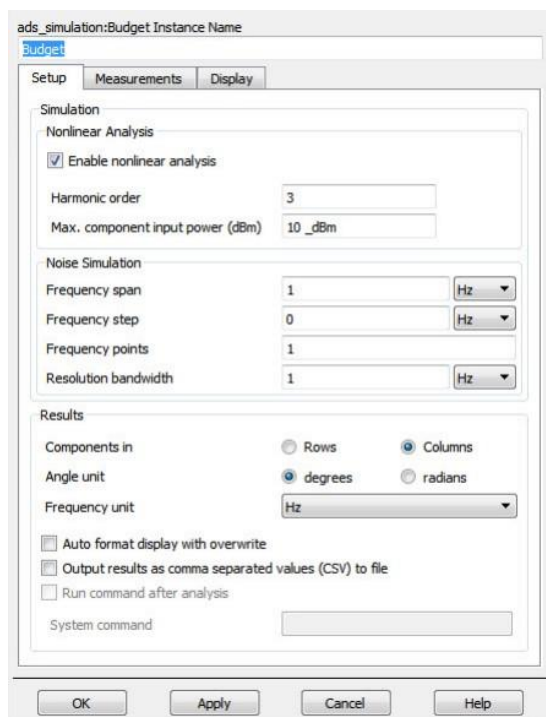 ads_simulation:Budget Instance Name
Budget
Setup Measurements Display
Simulation
Nonlinear Analysis
Enable nonlinear analysis
Harmonic order 3
Max. component input power (dBm) 10 _dBm
Noise Simulation
Frequency span 1 Hz
Frequency step 0 Hz
Frequency points 1
Resolution bandwidth 1 Hz
Results
Components in Rows Columns
Angle unit degrees radians
Frequency unit Hz
Auto format display with overwrite
Output results as comma separated values (CSV) to file
Run command after analysis
System command
OK Apply Cancel Help